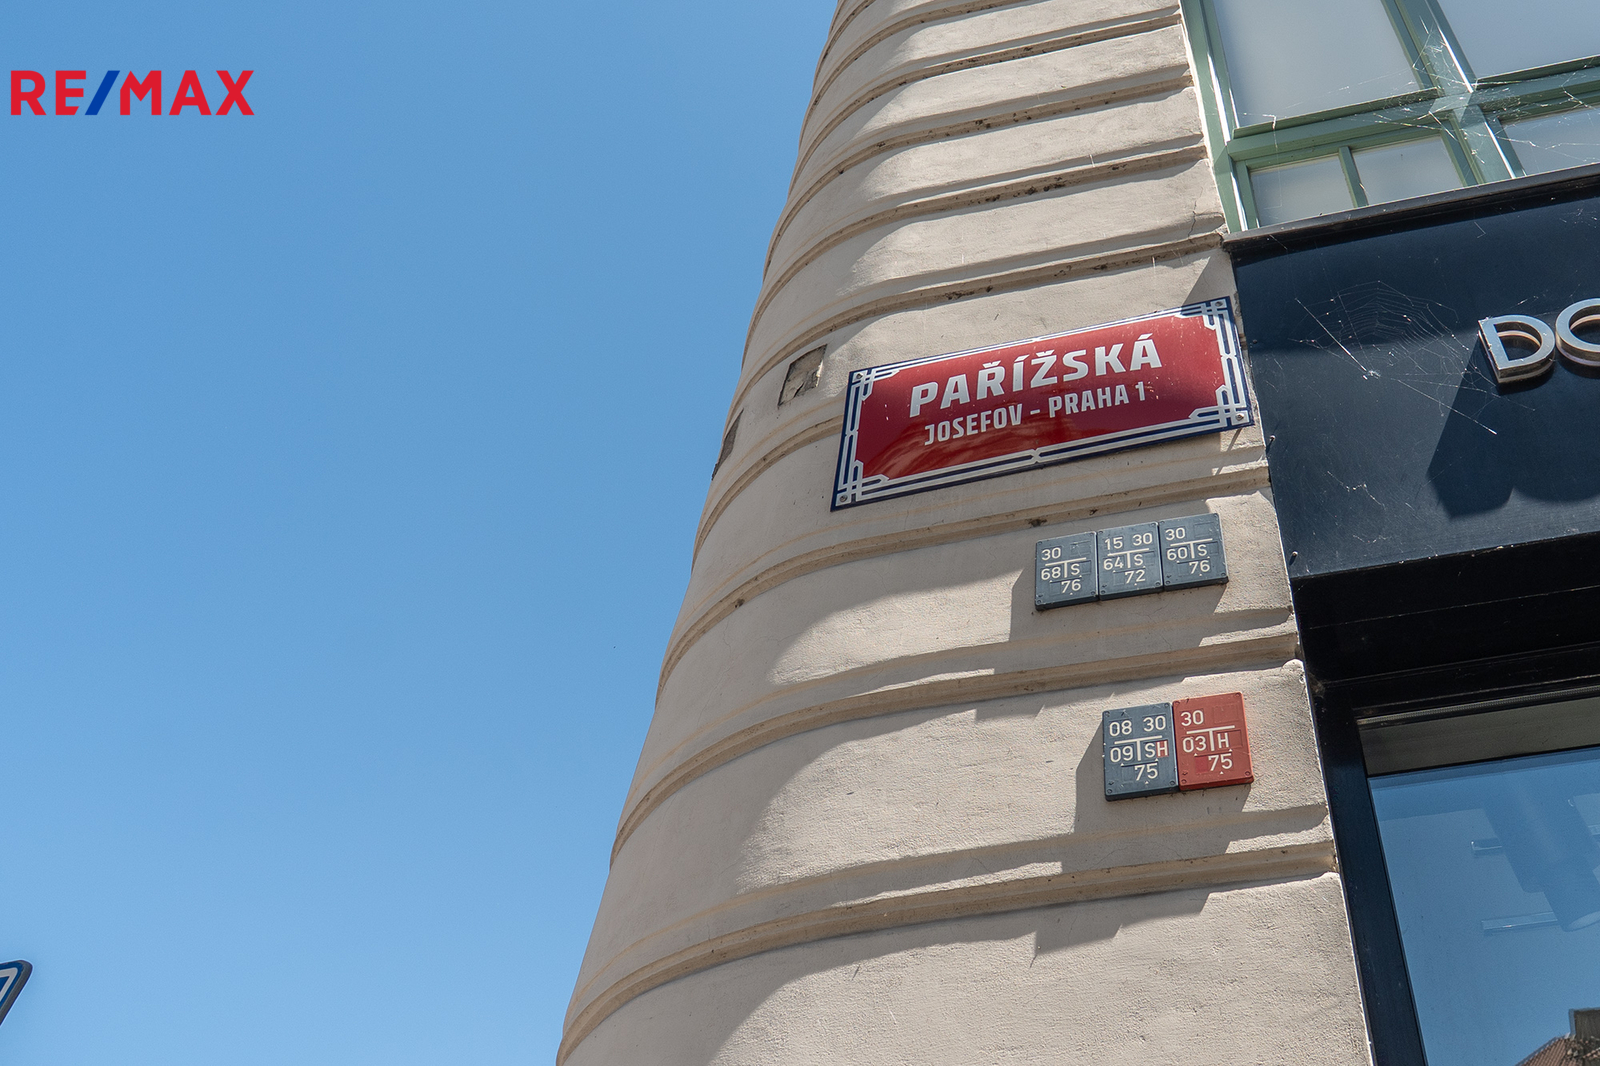 RE/MAX
PAŘÍŽSKÁ
JOSEFOV - PRAHA 1
DO
30
68 S
76
15 30
64 S
72
30
60 S
76
08 30
09 SH
75
30
03 H
75